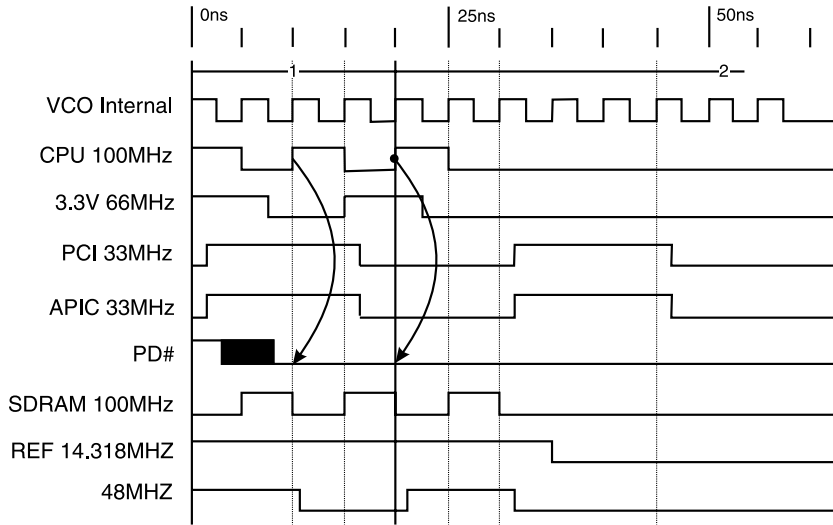 0ns 25ns 50ns
1 2
VCO Internal
CPU 100MHz
3.3V 66MHz
PCI 33MHz
APIC 33MHz
PD#
SDRAM 100MHz
REF 14.318MHZ
48MHZ